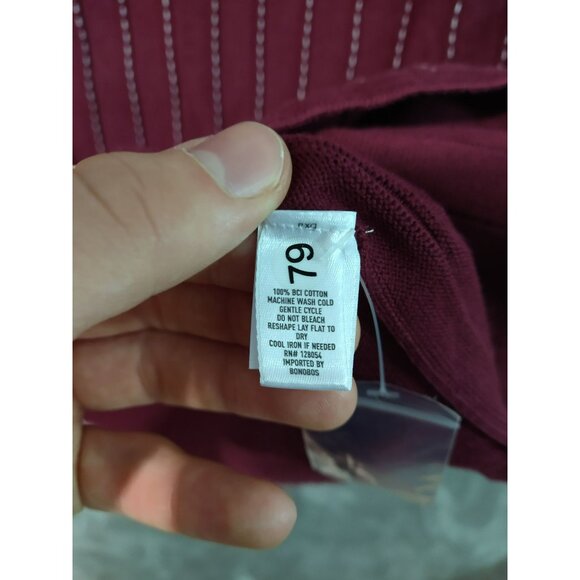 79
100% BCI COTTON
MACHINE WASH COLD
GENTLE CYCLE
DO NOT BLEACH
RESHAPE LAY FLAT TO
DRY
COOL IRON IF NEEDED
RN# 128054
IMPORTED BY
BONOBOS